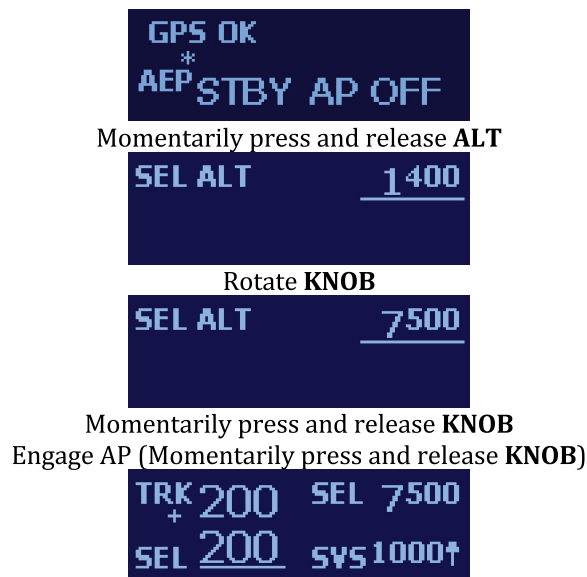 GPS OK
*
AEP STBY AP OFF
Momentarily press and release ALT
SEL ALT 1400
Rotate KNOB
SEL ALT 7500
Momentarily press and release KNOB
Engage AP (Momentarily press and release KNOB)
TRK 200 SEL 7500
+
SEL 200 SVS 1000↑